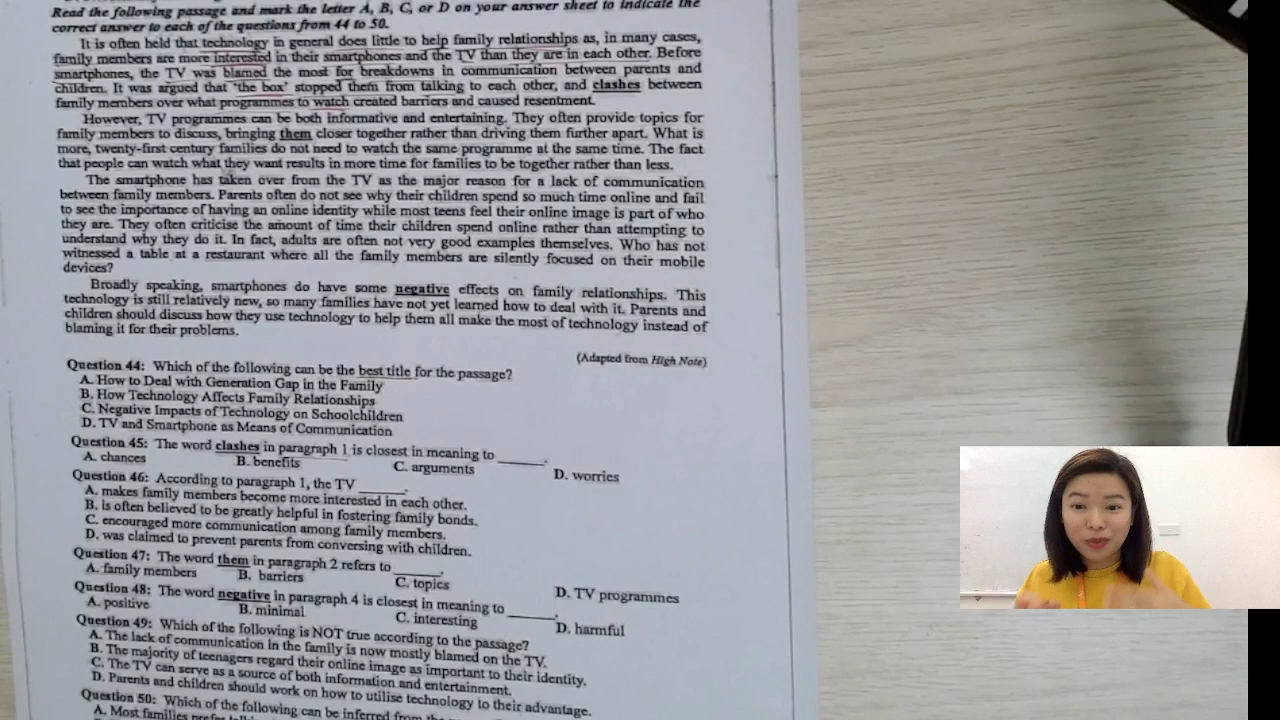 Read the following passage and mark the letter A, B, C, or D on your answer sheet to indicate the
correct answer to each of the questions from 44 to 50.
It is often held that technology in general does little to help family relationships as, in many cases,
family members are more interested in their smartphones and the TV than they are in each other. Before
smartphones, the TV was blamed the most for breakdowns in communication between parents and
children. It was argued that 'the box' stopped them from talking to each other, and clashes between
family members over what programmes to watch created barriers and caused resentment.
However, TV programmes can be both informative and entertaining. They often provide topics for
family members to discuss, bringing them closer together rather than driving them further apart. What is
more, twenty-first century families do not need to watch the same programme at the same time. The fact
that people can watch what they want results in more time for families to be together rather than less.
The smartphone has taken over from the TV as the major reason for a lack of communication
between family members. Parents often do not see why their children spend so much time online and fail
to see the importance of having an online identity while most teens feel their online image is part of who
they are. They often criticise the amount of time their children spend online rather than attempting to
understand why they do it. In fact, adults are often not very good examples themselves. Who has not
witnessed a table at a restaurant where all the family members are silently focused on their mobile
devices?
Broadly speaking, smartphones do have some negative effects on family relationships. This
technology is still relatively new, so many families have not yet learned how to deal with it. Parents and
children should discuss how they use technology to help them all make the most of technology instead of
blaming it for their problems.
(Adapted from High Note)
Question 44: Which of the following can be the best title for the passage?
A. How to Deal with Generation Gap in the Family
B. How Technology Affects Family Relationships
C. Negative Impacts of Technology on Schoolchildren
D. TV and Smartphone as Means of Communication
Question 45: The word clashes in paragraph 1 is closest in meaning to ______.
A. chances B. benefits C. arguments D. worries
Question 46: According to paragraph 1, the TV ______.
A. makes family members become more interested in each other.
B. is often believed to be greatly helpful in fostering family bonds.
C. encouraged more communication among family members.
D. was claimed to prevent parents from conversing with children.
Question 47: The word them in paragraph 2 refers to ______.
A. family members B. barriers C. topics D. TV programmes
Question 48: The word negative in paragraph 4 is closest in meaning to ______.
A. positive B. minimal C. interesting D. harmful
Question 49: Which of the following is NOT true according to the passage?
A. The lack of communication in the family is now mostly blamed on the TV.
B. The majority of teenagers regard their online image as important to their identity.
C. The TV can serve as a source of both information and entertainment.
D. Parents and children should work on how to utilise technology to their advantage.
Question 50: Which of the following can be inferred from the
A. Most families prefer